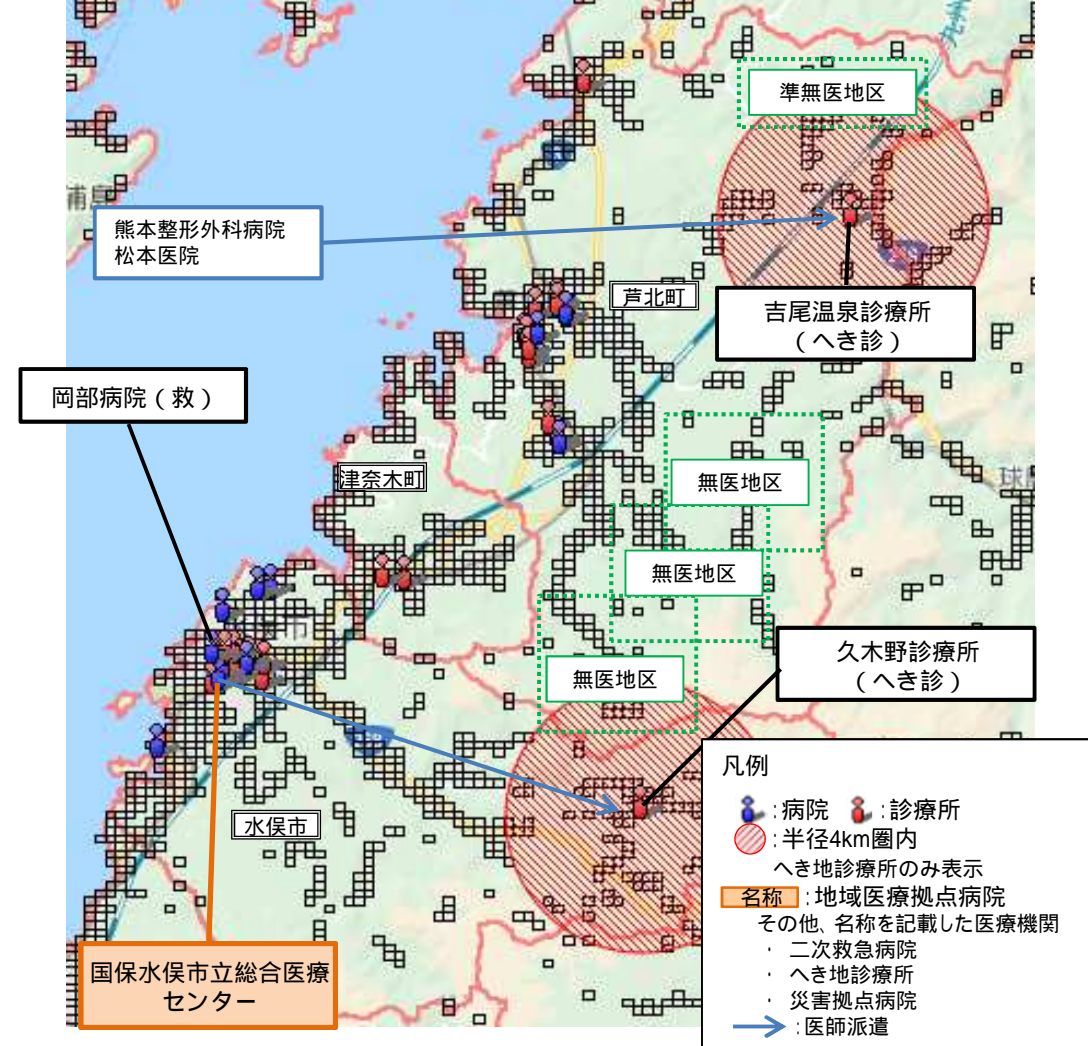 九州
準無医地区
浦島
熊本整形外科病院
松本医院
芦北町
吉尾温泉診療所
（へき診）
岡部病院（救）
津奈木町
無医地区
球
無医地区
市
久木野診療所
（へき診）
無医地区
水俣市
国保水俣市立総合医療
センター
凡例
:病院 :診療所
:半径4km圏内
へき地診療所のみ表示
名称 :地域医療拠点病院
その他、名称を記載した医療機関
・ 二次救急病院
・ へき地診療所
・ 災害拠点病院
:医師派遣